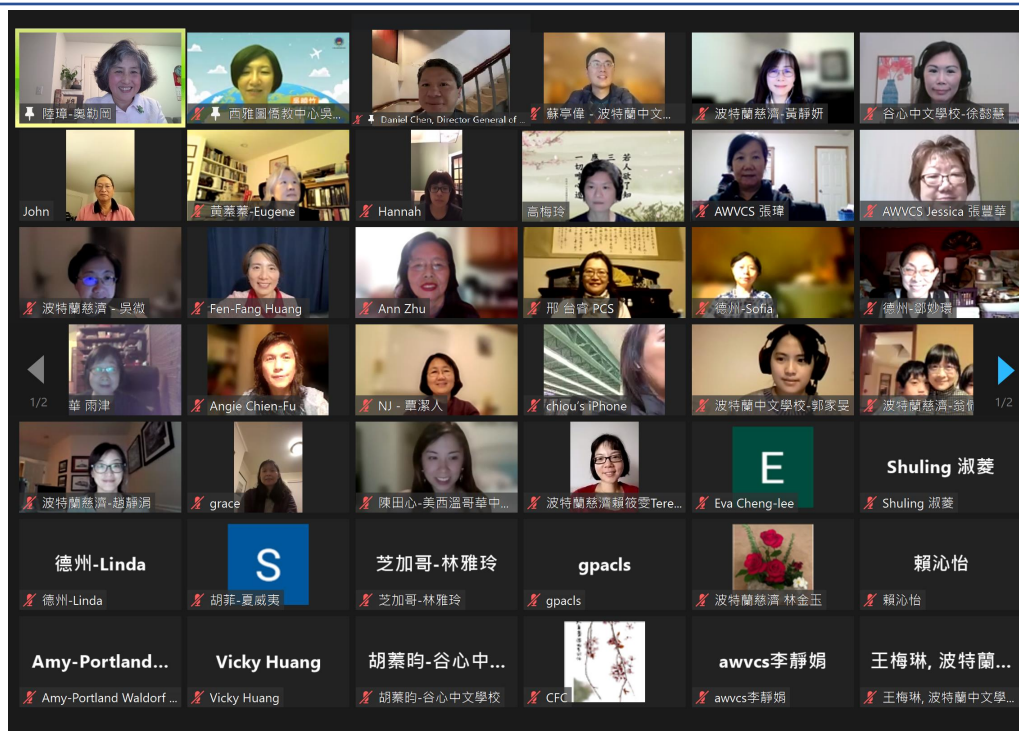 陸璋-奧勒岡
西雅圖僑教中心吳...
Daniel Chen, Director General of ...
蘇亭偉 - 波特蘭中文...
波特蘭慈濟-黃靜妍
谷心中文學校-徐懿慧
John
黄蓁蓁-Eugene
Hannah
若人欲了知
三
應
一切
高梅玲
AWVCS 張瑋
AWVCS Jessica 張豐華
波特蘭慈濟 - 吳微
Fen-Fang Huang
Ann Zhu
邢 台睿 PCS
德州-Sofia
德州-鄧妙環
1/2
華 雨津
Angie Chien-Fu
NJ - 覃潔人
chiou's iPhone
波特蘭中文學校-郭家旻
波特蘭慈濟-翁
1/2
波特蘭慈濟-趙靜涓
grace
陳田心-美西溫哥華中...
波特蘭慈濟賴筱雯Tere...
E
Eva Cheng-lee
Shuling 淑菱
Shuling 淑菱
德州-Linda
德州-Linda
S
胡菲-夏威夷
芝加哥-林雅玲
芝加哥-林雅玲
gpacls
gpacls
波特蘭慈濟 林金玉
賴沁怡
賴沁怡
Amy-Portland...
Amy-Portland Waldorf ...
Vicky Huang
Vicky Huang
胡蓁昀-谷心中...
胡蓁昀-谷心中文學校
CFC
awvcs李靜娟
awvcs李靜娟
王梅琳, 波特蘭...
王梅琳, 波特蘭中文學...